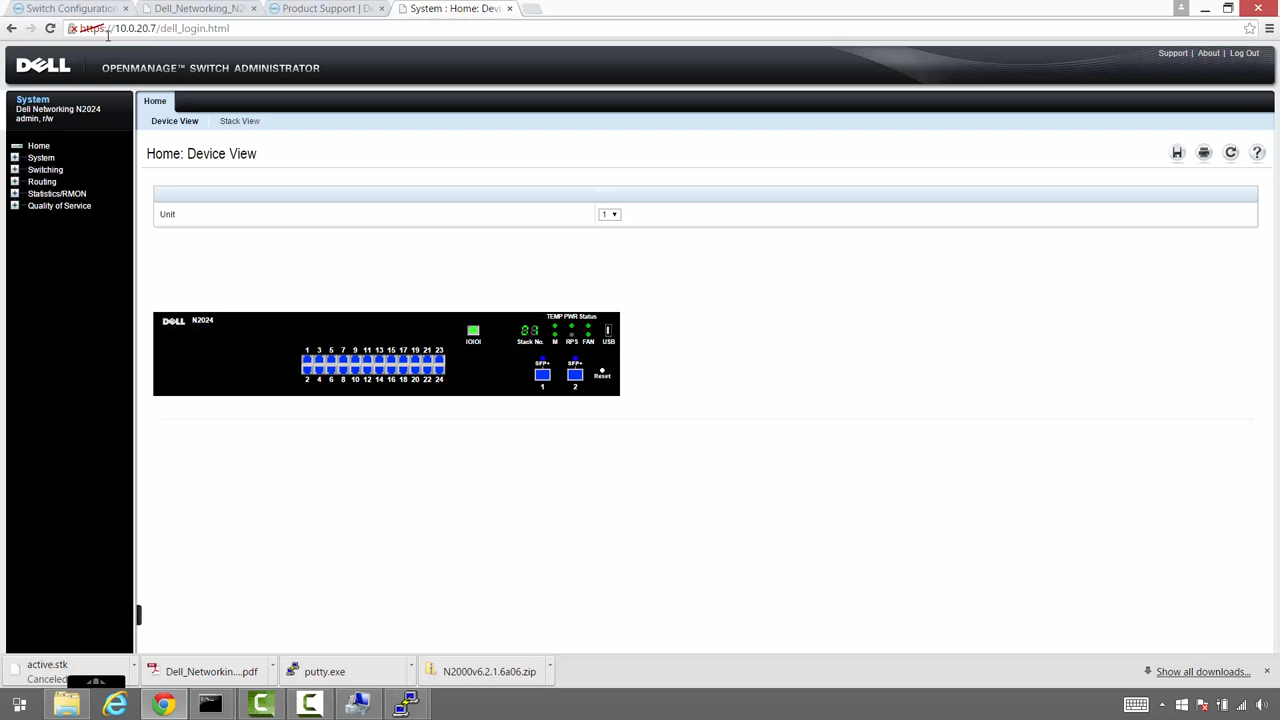 Switch Configuration
Dell_Networking_N2
Product Support | De
System : Home: Devi
https://10.0.20.7/dell_login.html
DELL
OPENMANAGE™ SWITCH ADMINISTRATOR
Support | About | Log Out
System
Dell Networking N2024
admin, r/w
Home
System
Switching
Routing
Statistics/RMON
Quality of Service
Home
Device View
Stack View
Home: Device View
Unit
1
DELL
N2024
TEMP PWR Status
IOIOI
Stack No.
M
RPS
FAN
USB
1 3 5 7 9 11 13 15 17 19 21 23
2 4 6 8 10 12 14 16 18 20 22 24
SFP+
SFP+
Reset
1
2
active.stk
Canceled
Dell_Networkin....pdf
putty.exe
N2000v6.2.1.6a06.zip
Show all downloads...